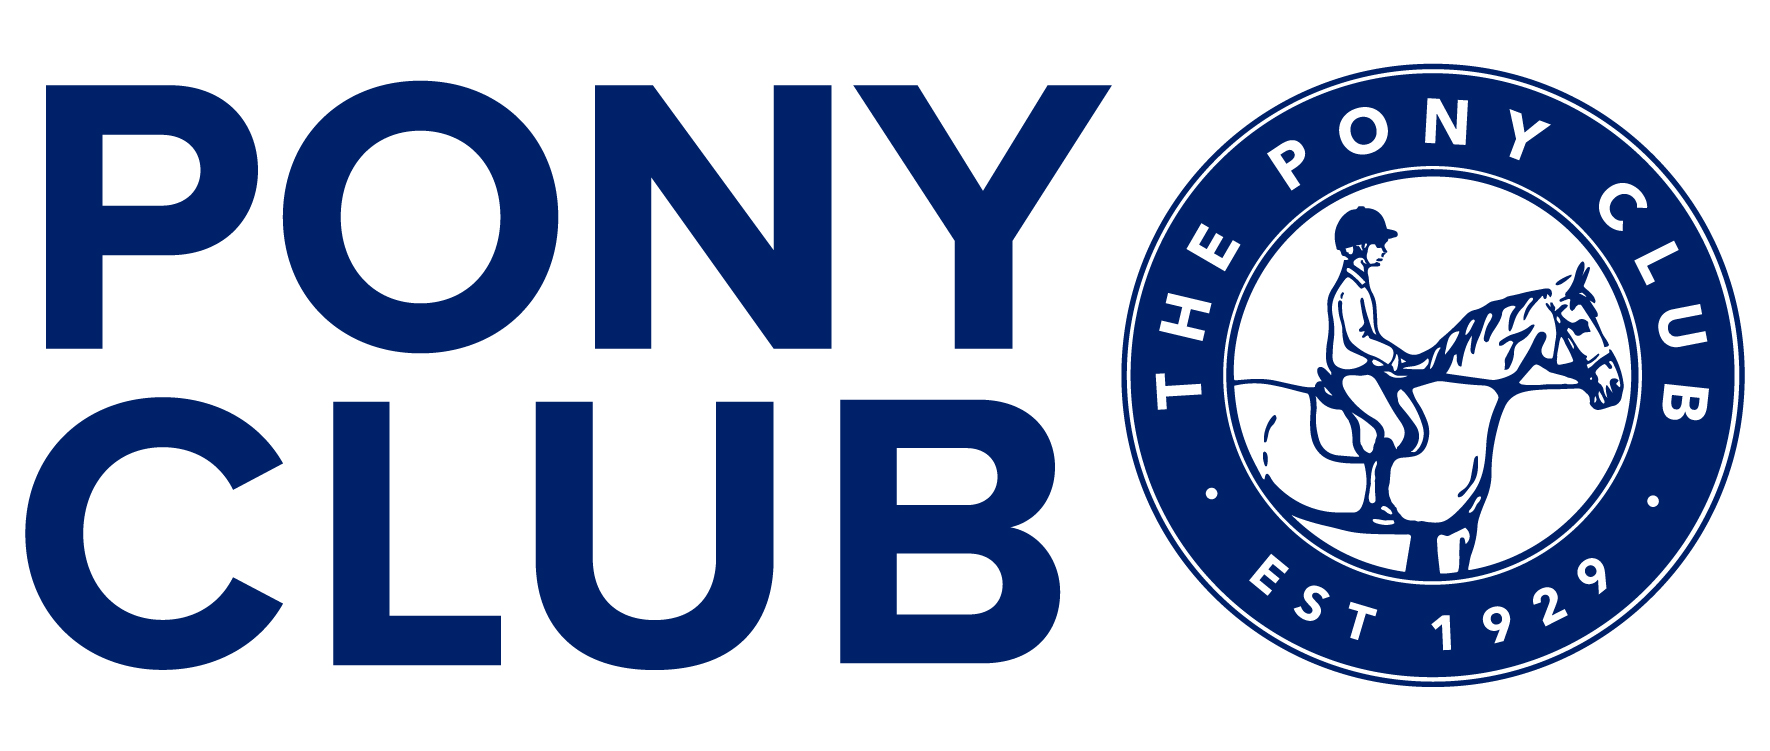 PONY
CLUB
THE PONY CLUB
· EST 1929 ·